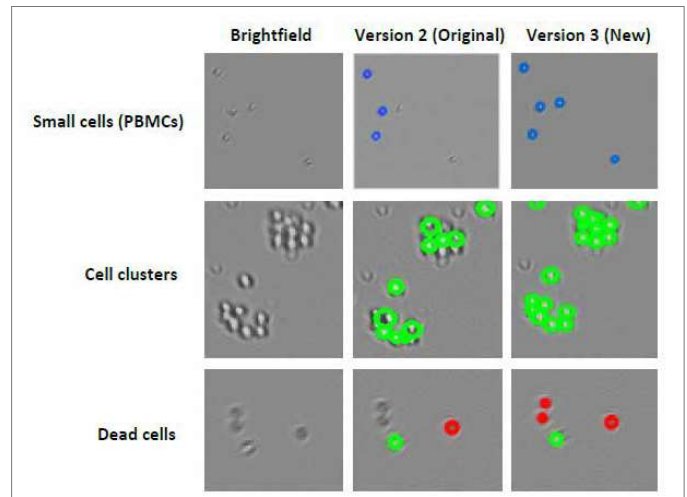 Brightfield
Version 2 (Original)
Version 3 (New)
Small cells (PBMCs)
Cell clusters
Dead cells